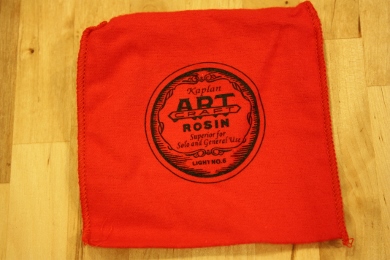 Kaplan
ART
CRAFT
ROSIN
Superior for
Solo and General Use
LIGHT NO. 6